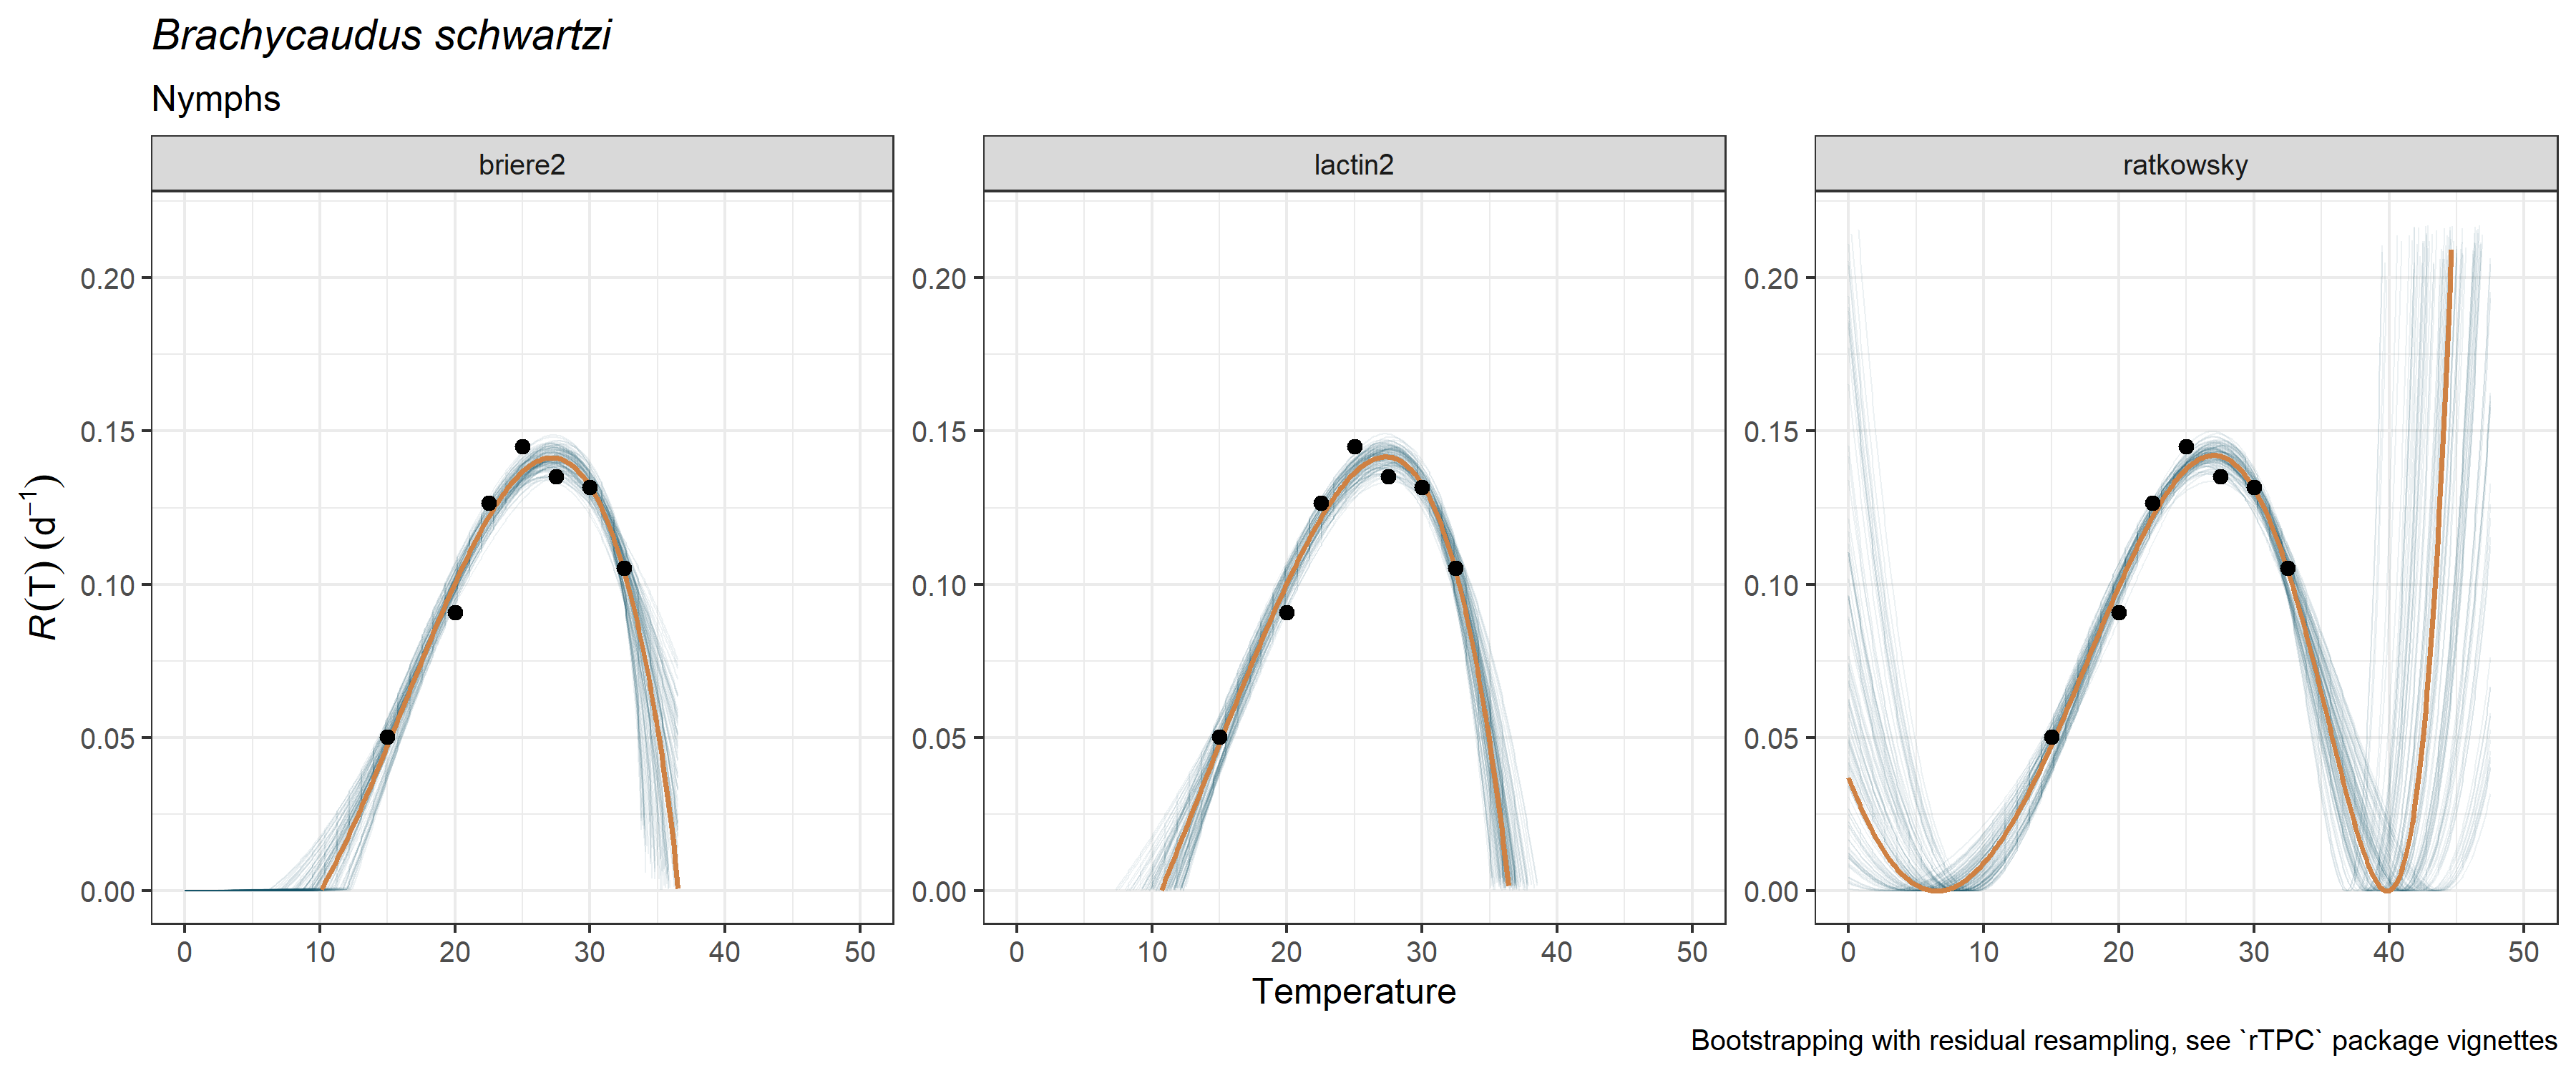 Brachycaudus schwartzi
Nymphs
briere2
lactin2
ratkowsky
R(T) (d⁻¹)
0.20
0.15
0.10
0.05
0.00
0.20
0.15
0.10
0.05
0.00
0.20
0.15
0.10
0.05
0.00
0 10 20 30 40 50
0 10 20 30 40 50
0 10 20 30 40 50
Temperature
Bootstrapping with residual resampling, see `rTPC` package vignettes